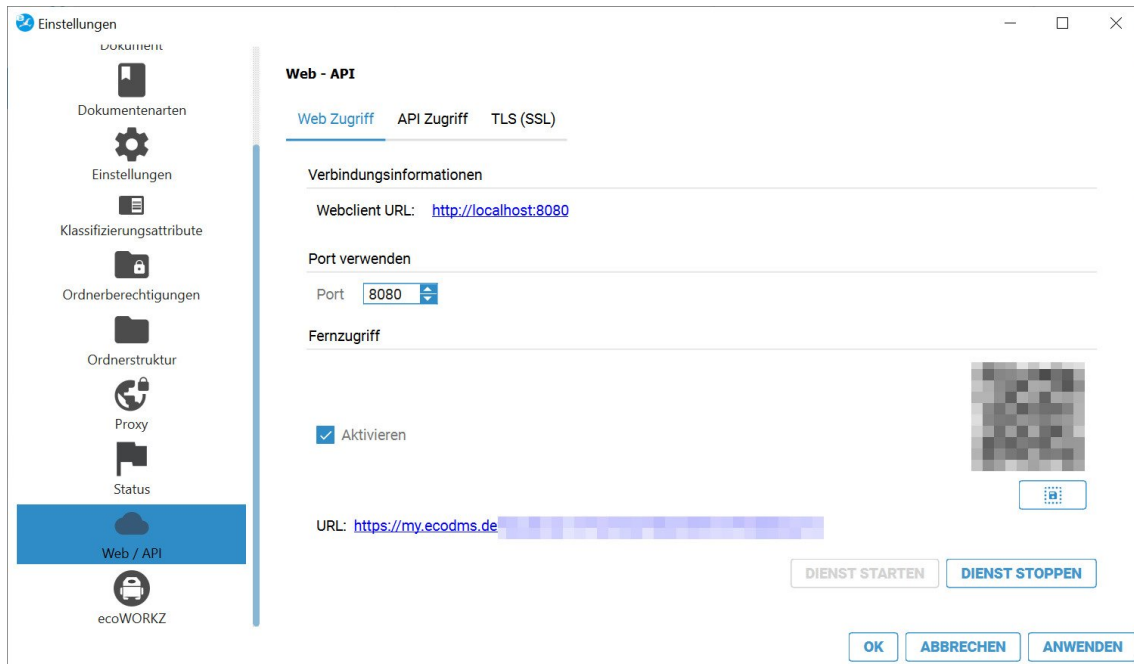 Einstellungen
Dokument
Dokumentenarten
Einstellungen
Klassifizierungsattribute
Ordnerberechtigungen
Ordnerstruktur
Proxy
Status
Web / API
ecoWORKZ
Web - API
Web Zugriff API Zugriff TLS (SSL)
Verbindungsinformationen
Webclient URL: http://localhost:8080
Port verwenden
Port 8080
Fernzugriff
Aktivieren
URL: https://my.ecodms.de
DIENST STARTEN DIENST STOPPEN
OK ABBRECHEN ANWENDEN